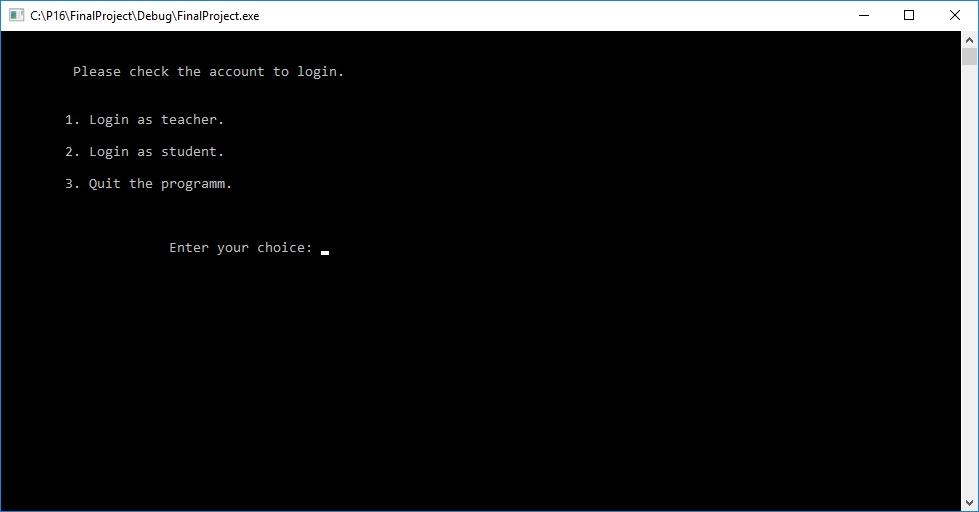 C:\P16\FinalProject\Debug\FinalProject.exe
Please check the account to login.
1. Login as teacher.
2. Login as student.
3. Quit the programm.
Enter your choice: